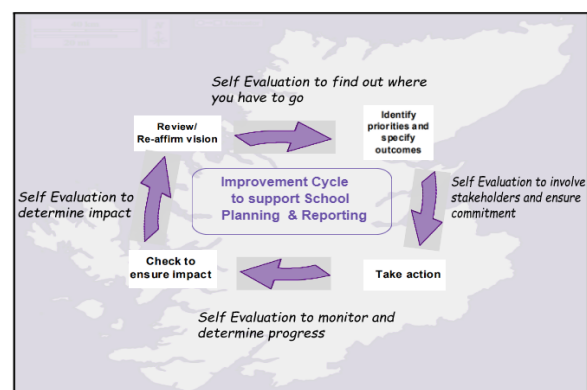 Self Evaluation to find out where
you have to go
Review/
Re-affirm vision
Identify
priorities and
specify
outcomes
Self Evaluation to
determine impact
Improvement Cycle
to support School
Planning & Reporting
Self Evaluation to involve
stakeholders and ensure
commitment
Check to
ensure impact
Take action
Self Evaluation to monitor and
determine progress